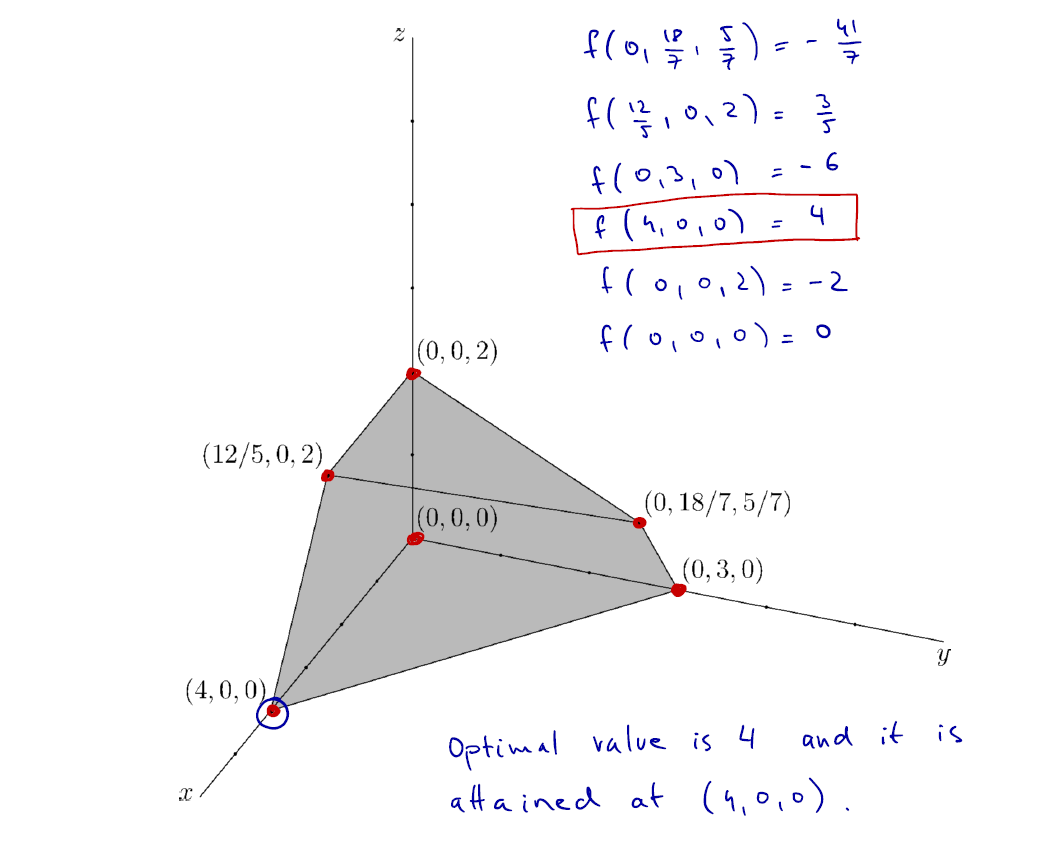 z
f(0, 18/7, 5/7) = - 41/7
f(12/5, 0, 2) = 3/5
f(0,3,0) = -6
f(4,0,0) = 4
f(0,0,2) = -2
f(0,0,0) = 0
(0, 0, 2)
(12/5, 0, 2)
(0, 18/7, 5/7)
(0, 0, 0)
(0, 3, 0)
y
(4, 0, 0)
Optimal value is 4 and it is
attained at (4,0,0).
x